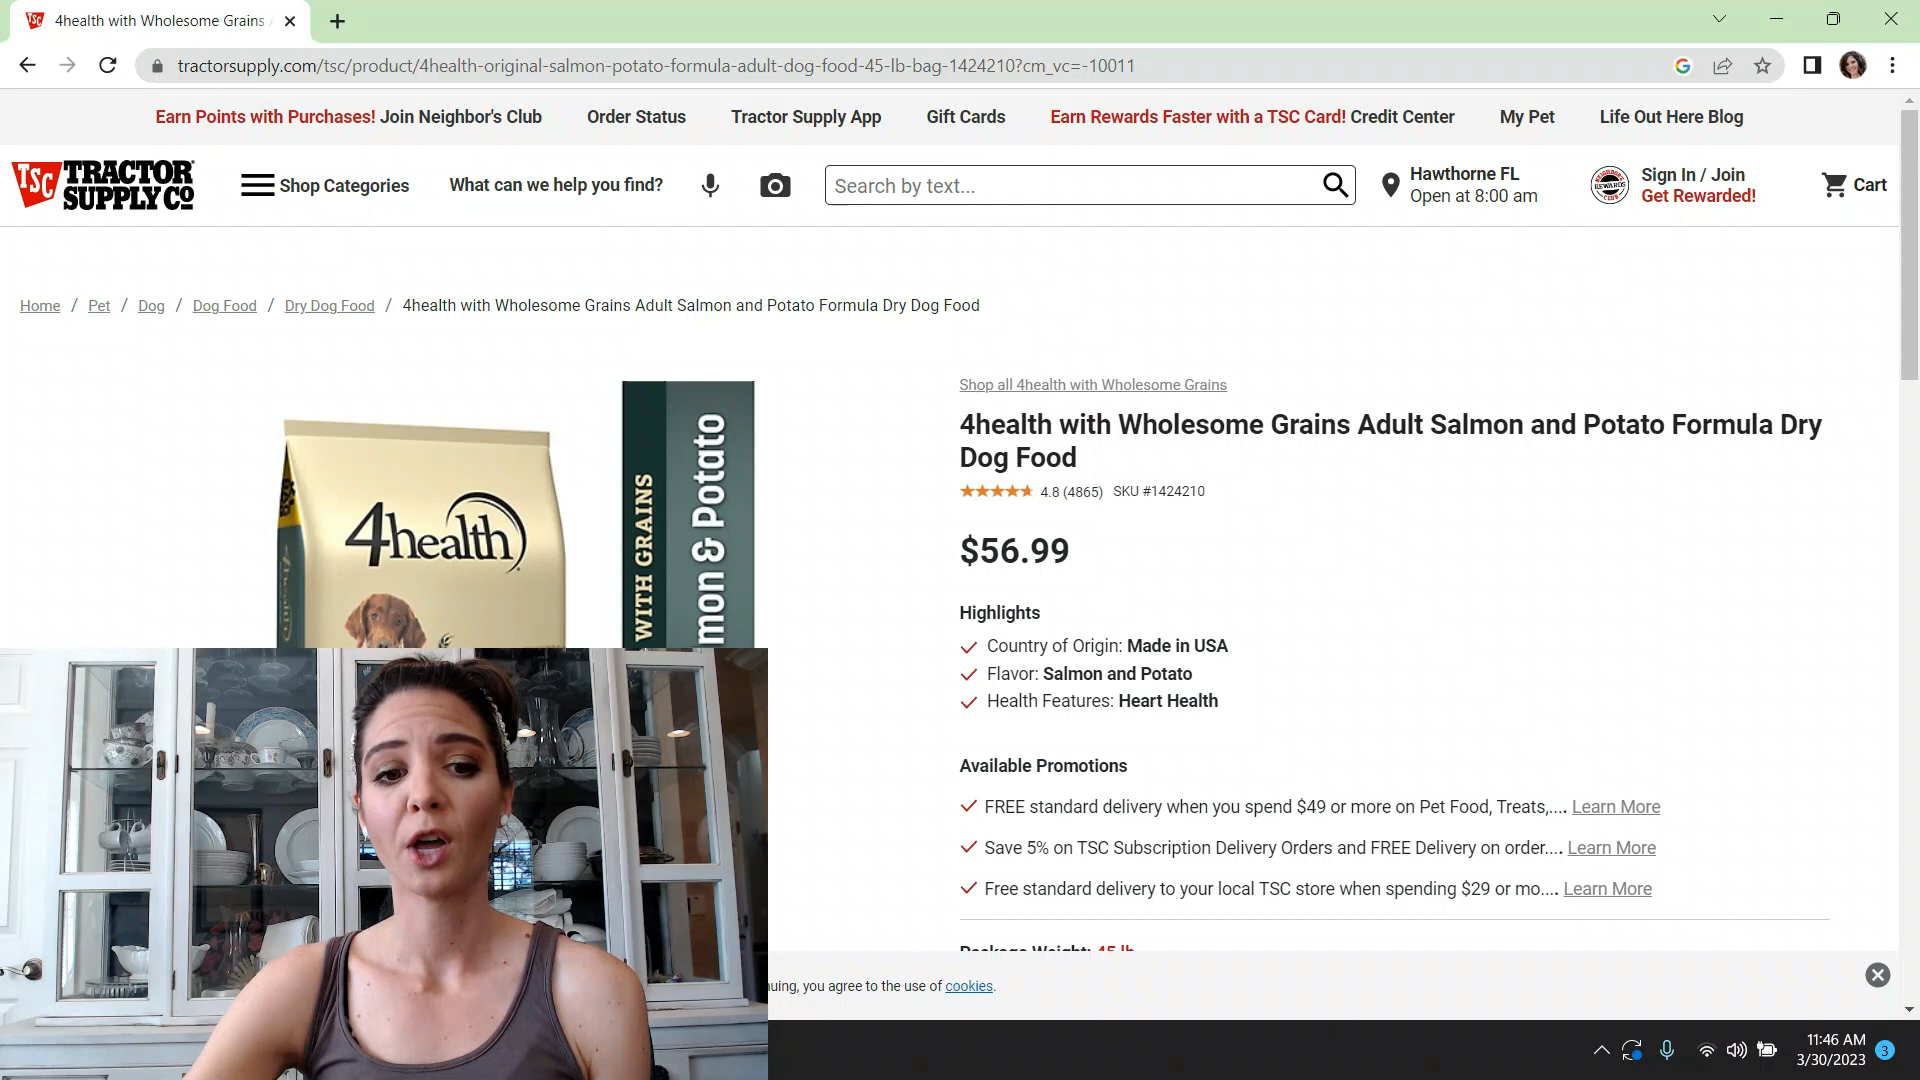 4health with Wholesome Grains
tractorsupply.com/tsc/product/4health-original-salmon-potato-formula-adult-dog-food-45-lb-bag-1424210?cm_vc=-10011
Earn Points with Purchases! Join Neighbor's Club
Order Status
Tractor Supply App
Gift Cards
Earn Rewards Faster with a TSC Card! Credit Center
My Pet
Life Out Here Blog
TSC TRACTOR
SUPPLY CO
Shop Categories
What can we help you find?
Search by text...
Hawthorne FL
Open at 8:00 am
REWARDS
Sign In / Join
Get Rewarded!
Cart
Home / Pet / Dog / Dog Food / Dry Dog Food / 4health with Wholesome Grains Adult Salmon and Potato Formula Dry Dog Food
4health
WITH GRAINS
mon & Potato
Shop all 4health with Wholesome Grains
4health with Wholesome Grains Adult Salmon and Potato Formula Dry
Dog Food
4.8 (4865) SKU #1424210
$56.99
Highlights
Country of Origin: Made in USA
Flavor: Salmon and Potato
Health Features: Heart Health
Available Promotions
FREE standard delivery when you spend $49 or more on Pet Food, Treats,.... Learn More
Save 5% on TSC Subscription Delivery Orders and FREE Delivery on order.... Learn More
Free standard delivery to your local TSC store when spending $29 or mo.... Learn More
Package Weight: 45 lb
uing, you agree to the use of cookies.
11:46 AM
3/30/2023
3